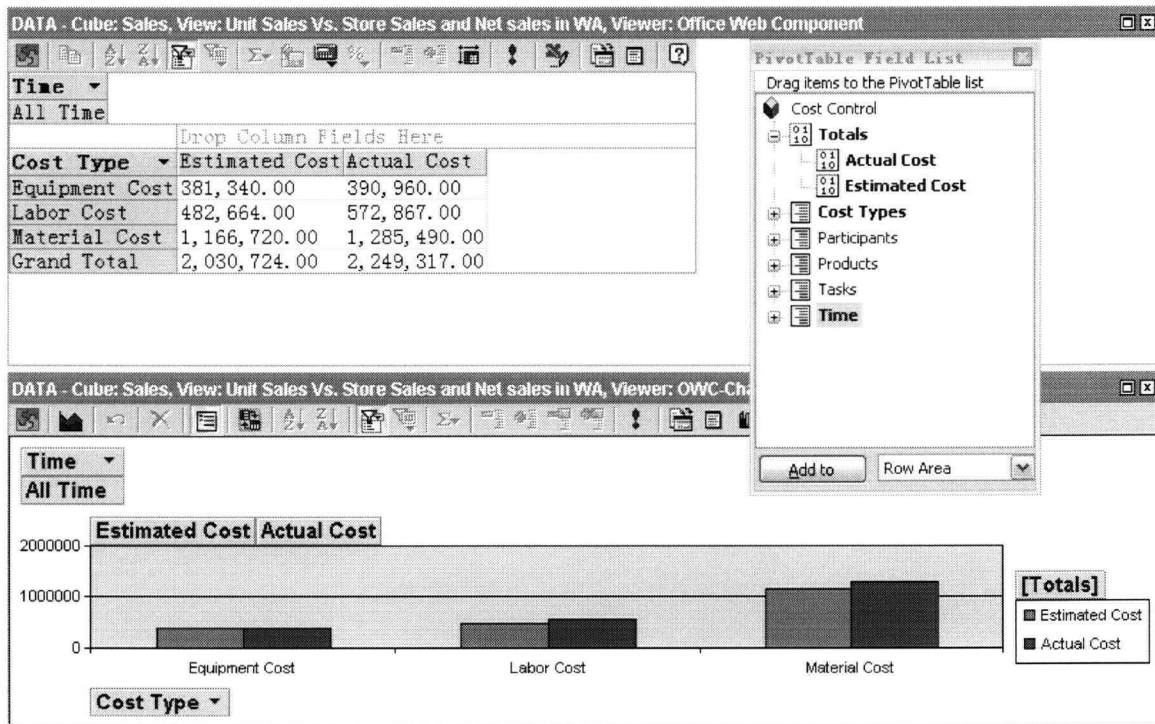 DATA - Cube: Sales, View: Unit Sales Vs. Store Sales and Net sales in WA, Viewer: Office Web Component
Time
All Time
Drop Column Fields Here
Cost Type Estimated Cost Actual Cost
Equipment Cost 381,340.00 390,960.00
Labor Cost 482,664.00 572,867.00
Material Cost 1,166,720.00 1,285,490.00
Grand Total 2,030,724.00 2,249,317.00
PivotTable Field List
Drag items to the PivotTable list
Cost Control
Totals
Actual Cost
Estimated Cost
Cost Types
Participants
Products
Tasks
Time
Add to Row Area
DATA - Cube: Sales, View: Unit Sales Vs. Store Sales and Net sales in WA, Viewer: OWC-Cha
Time
All Time
Estimated Cost Actual Cost
2000000
1000000
0
Equipment Cost Labor Cost Material Cost
[Totals]
Estimated Cost
Actual Cost
Cost Type